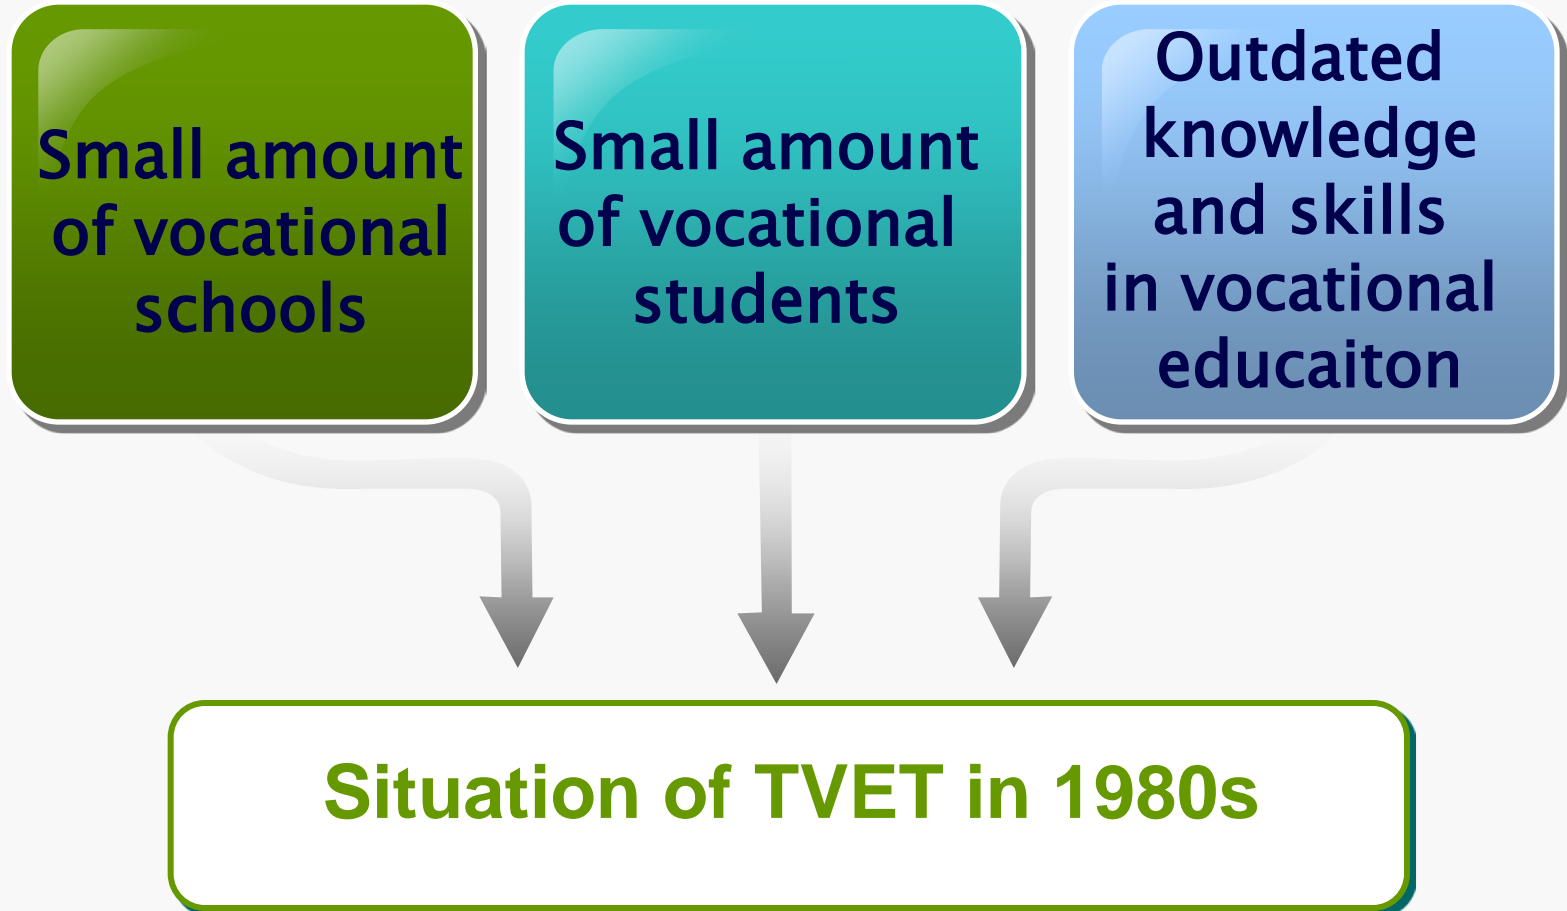 Small amount
of vocational
schools
Small amount
of vocational
students
Outdated
knowledge
and skills
in vocational
educaiton
Situation of TVET in 1980s